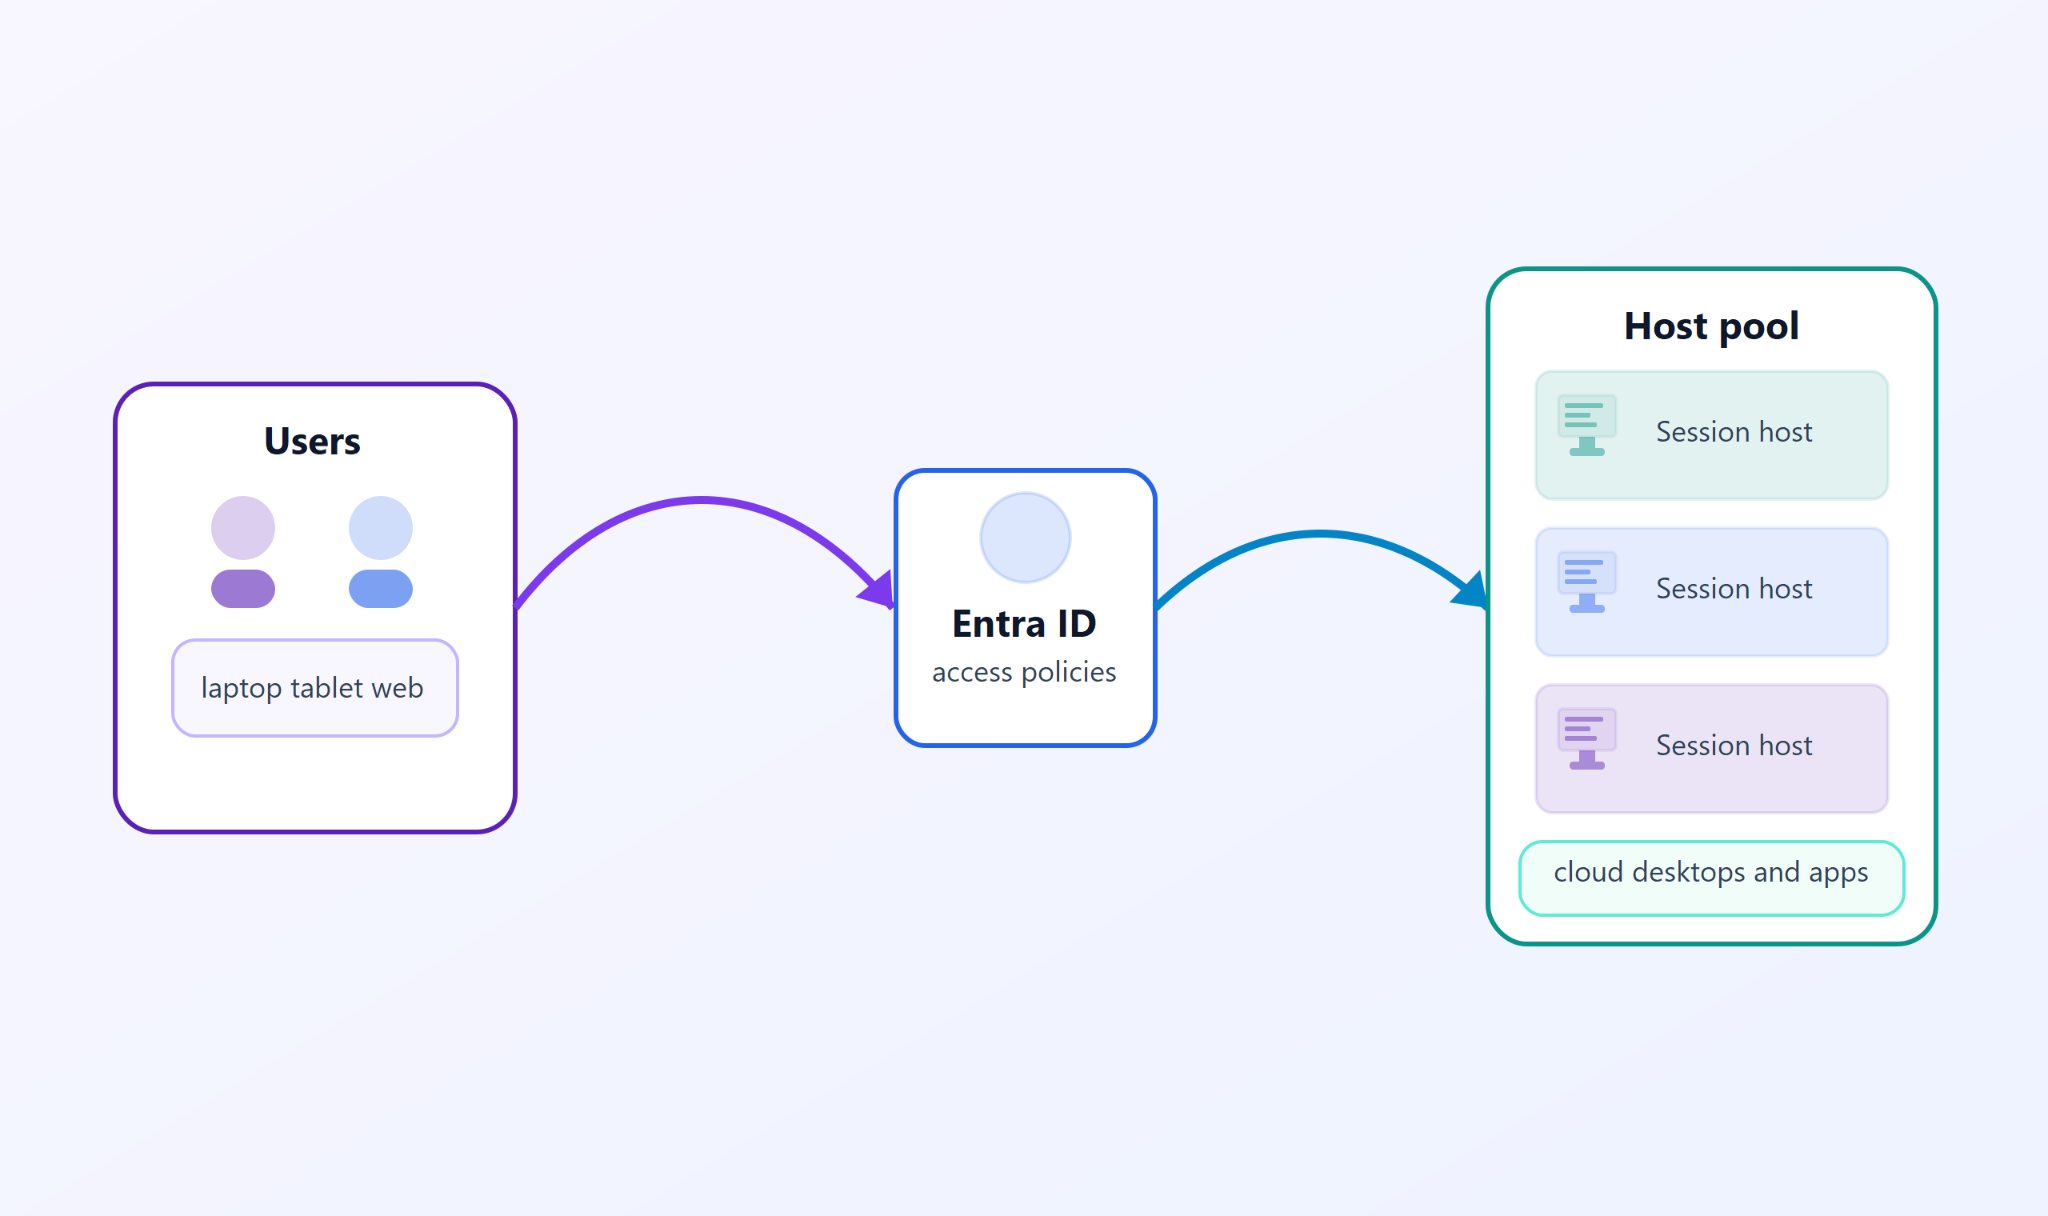 Users
laptop tablet web
Entra ID
access policies
Host pool
Session host
Session host
Session host
cloud desktops and apps